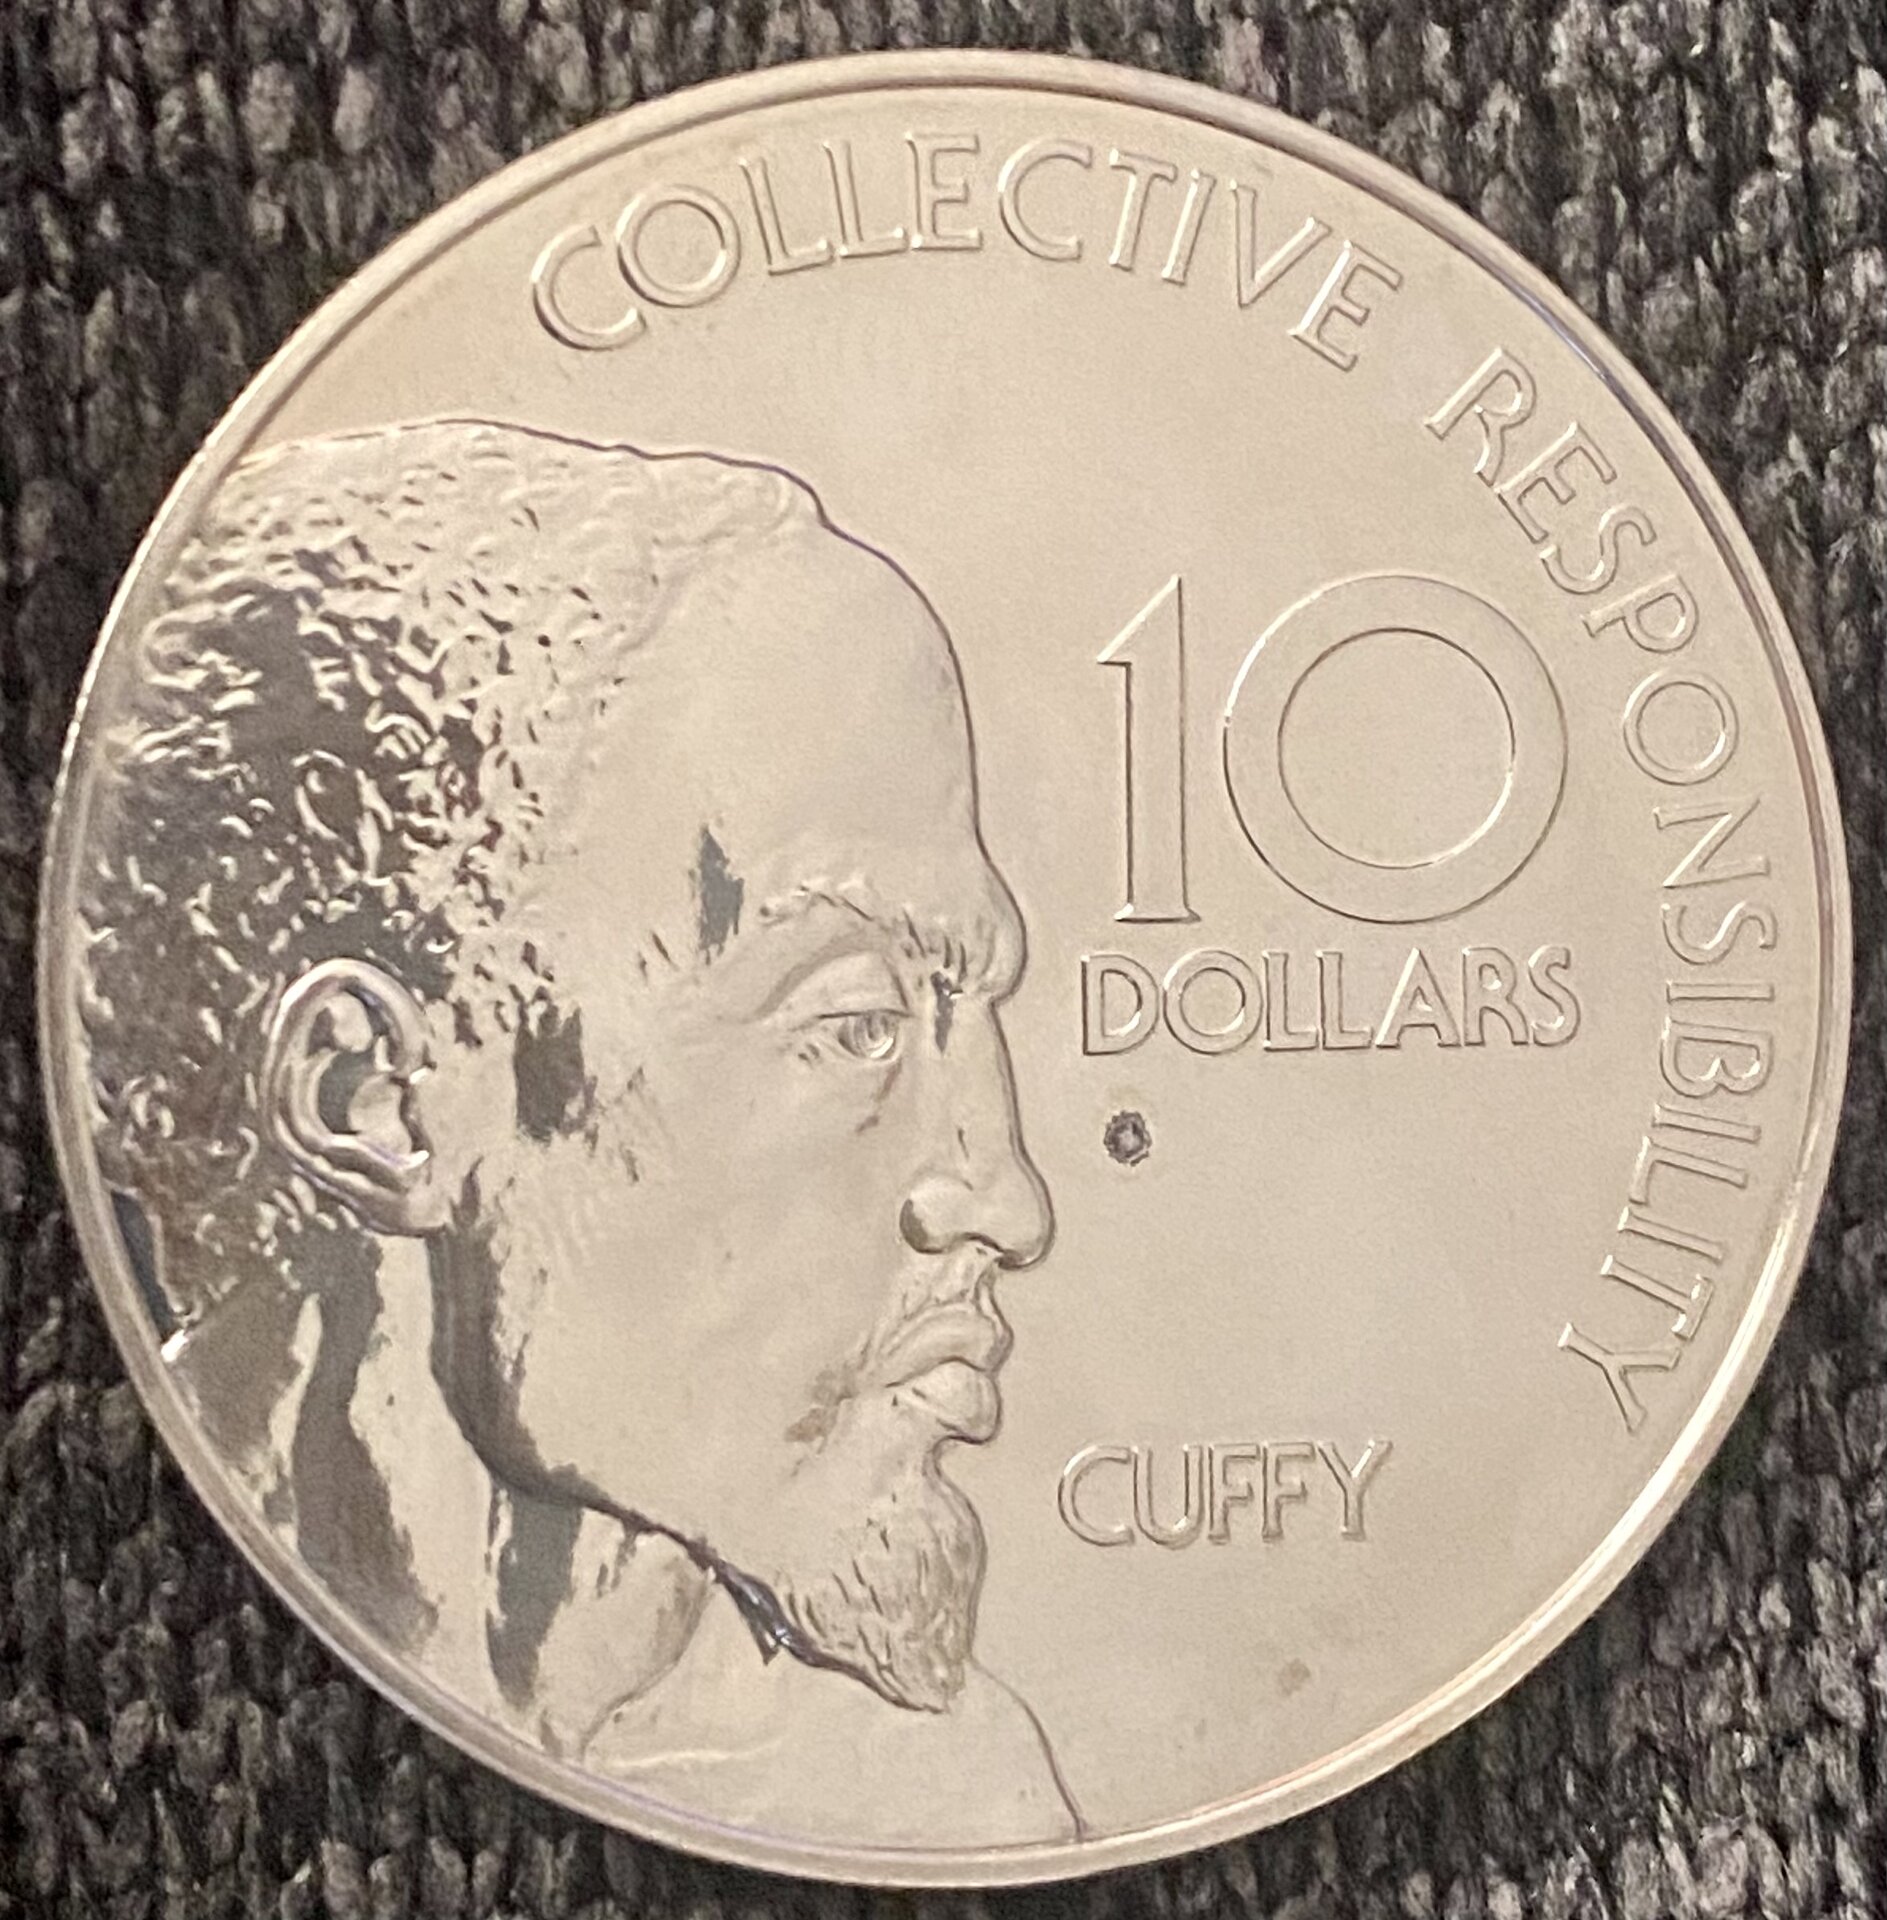 COLLECTIVE RESPONSIBILITY
10
DOLLARS
CUFFY